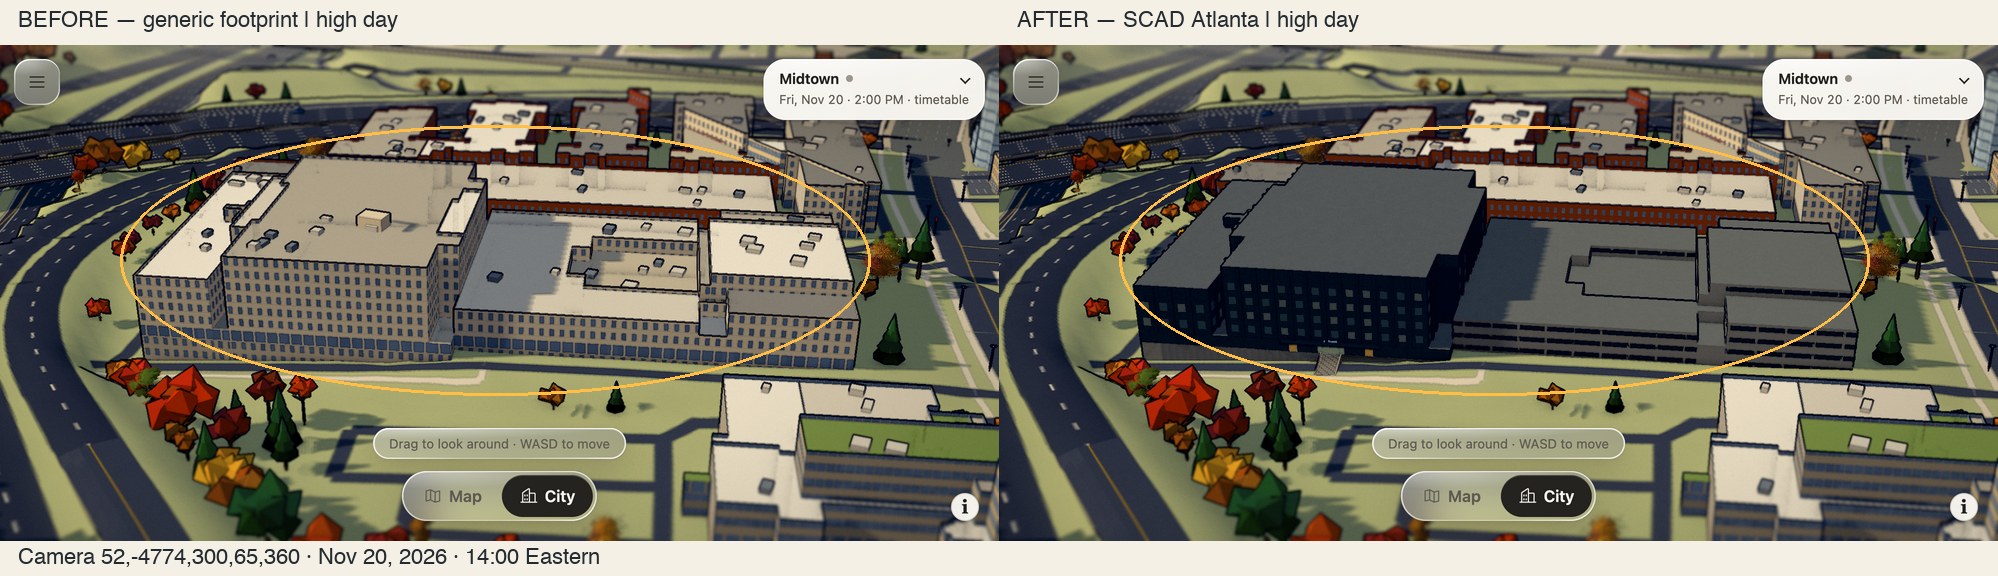 BEFORE — generic footprint | high day
AFTER — SCAD Atlanta | high day
Midtown
Fri, Nov 20 · 2:00 PM · timetable
Drag to look around · WASD to move
Map
City
i
Midtown
Fri, Nov 20 · 2:00 PM · timetable
Drag to look around · WASD to move
Map
City
i
Camera 52,-4774,300,65,360 · Nov 20, 2026 · 14:00 Eastern